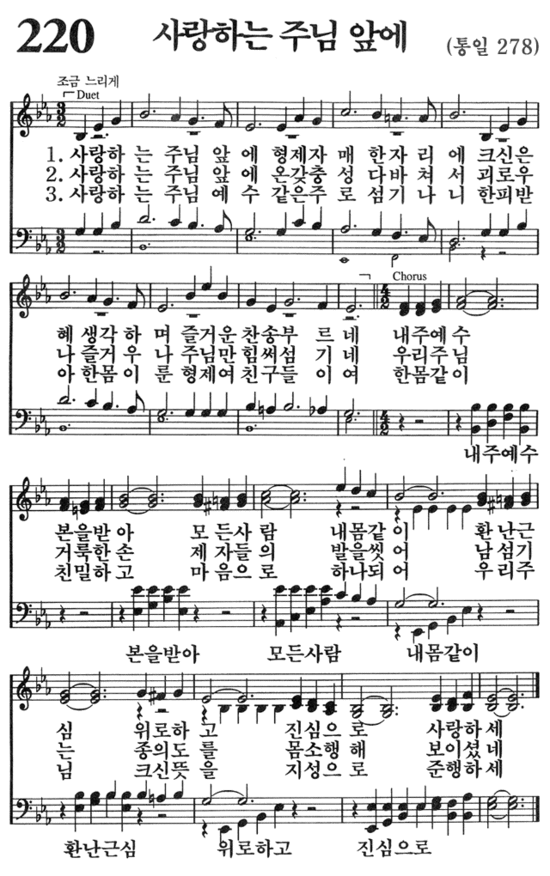 220 사랑하는 주님 앞에 (통일 278)
조금 느리게
Duet
1. 사랑하 는 주님 앞 에 형제자 매 한자 리 에 크신은
2. 사랑하 는 주님 앞 에 온갖충 성 다바 쳐 서 괴로우
3. 사랑하 는 주님 예 수 같은주 로 섬기 나 니 한피받
Chorus
혜 생각 하 며 즐거운 찬송부 르 네 내주예 수
나 즐거 우 나 주님만 힘써섬 기 네 우리주 님
아 한몸 이 룬 형제여 친구들 이 여 한몸같 이
내주예수
본을받 아 모든사 람 내몸같 이 환 난근
거룩한 손 제 자들 의 발을씻 어 남 섬기
친밀하 고 마 음으 로 하나되 어 우 리주
본을받아 모든사람 내몸같이
심 위로하 고 진심으 로 사랑하 세
는 종의도 를 몸소행 해 보이셨 네
님 크신뜻 을 지성으 로 준행하 세
환난근심 위로하고 진심으로